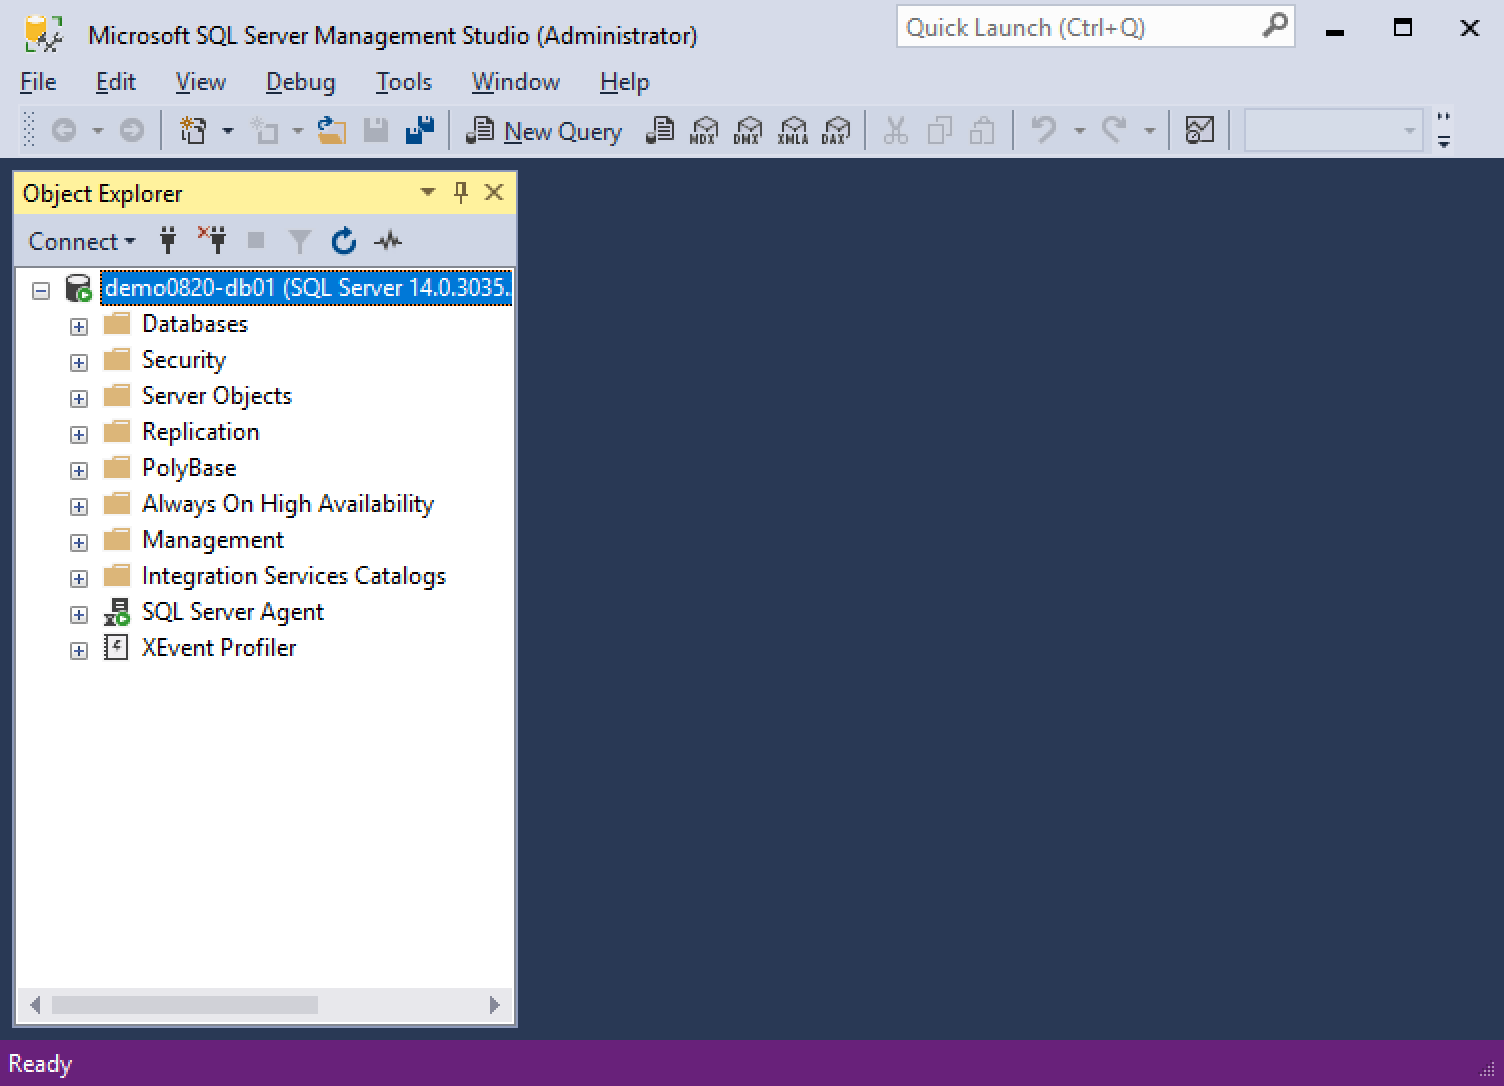 Microsoft SQL Server Management Studio (Administrator)
Quick Launch (Ctrl+Q)
File Edit View Debug Tools Window Help
New Query MDX DMX XMLA DAX
Object Explorer
Connect
demo0820-db01 (SQL Server 14.0.3035..
Databases
Security
Server Objects
Replication
PolyBase
Always On High Availability
Management
Integration Services Catalogs
SQL Server Agent
XEvent Profiler
Ready